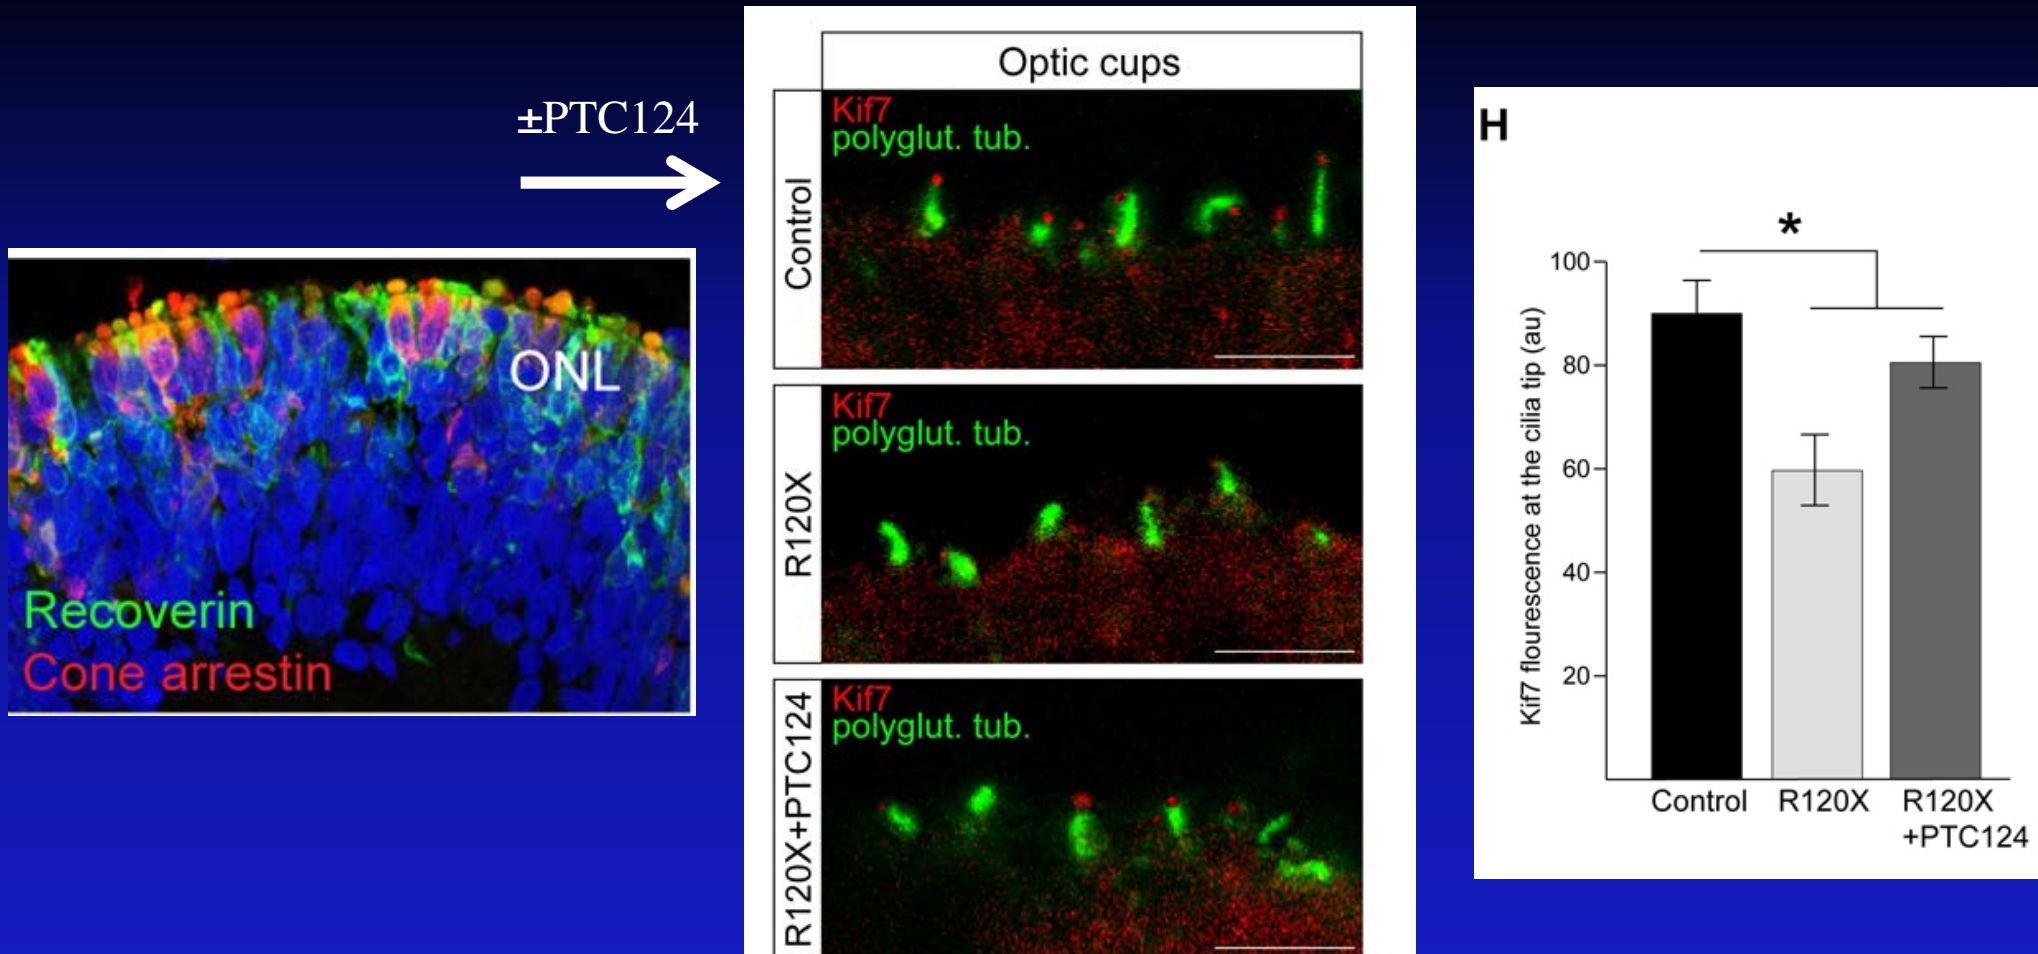 ±PTC124
ONL
Recoverin
Cone arrestin
Optic cups
Control
Kif7
polyglut. tub.
R120X
Kif7
polyglut. tub.
R120X+PTC124
Kif7
polyglut. tub.
H
*
Kif7 flourescence at the cilia tip (au)
100
80
60
40
20
Control
R120X
R120X
+PTC124